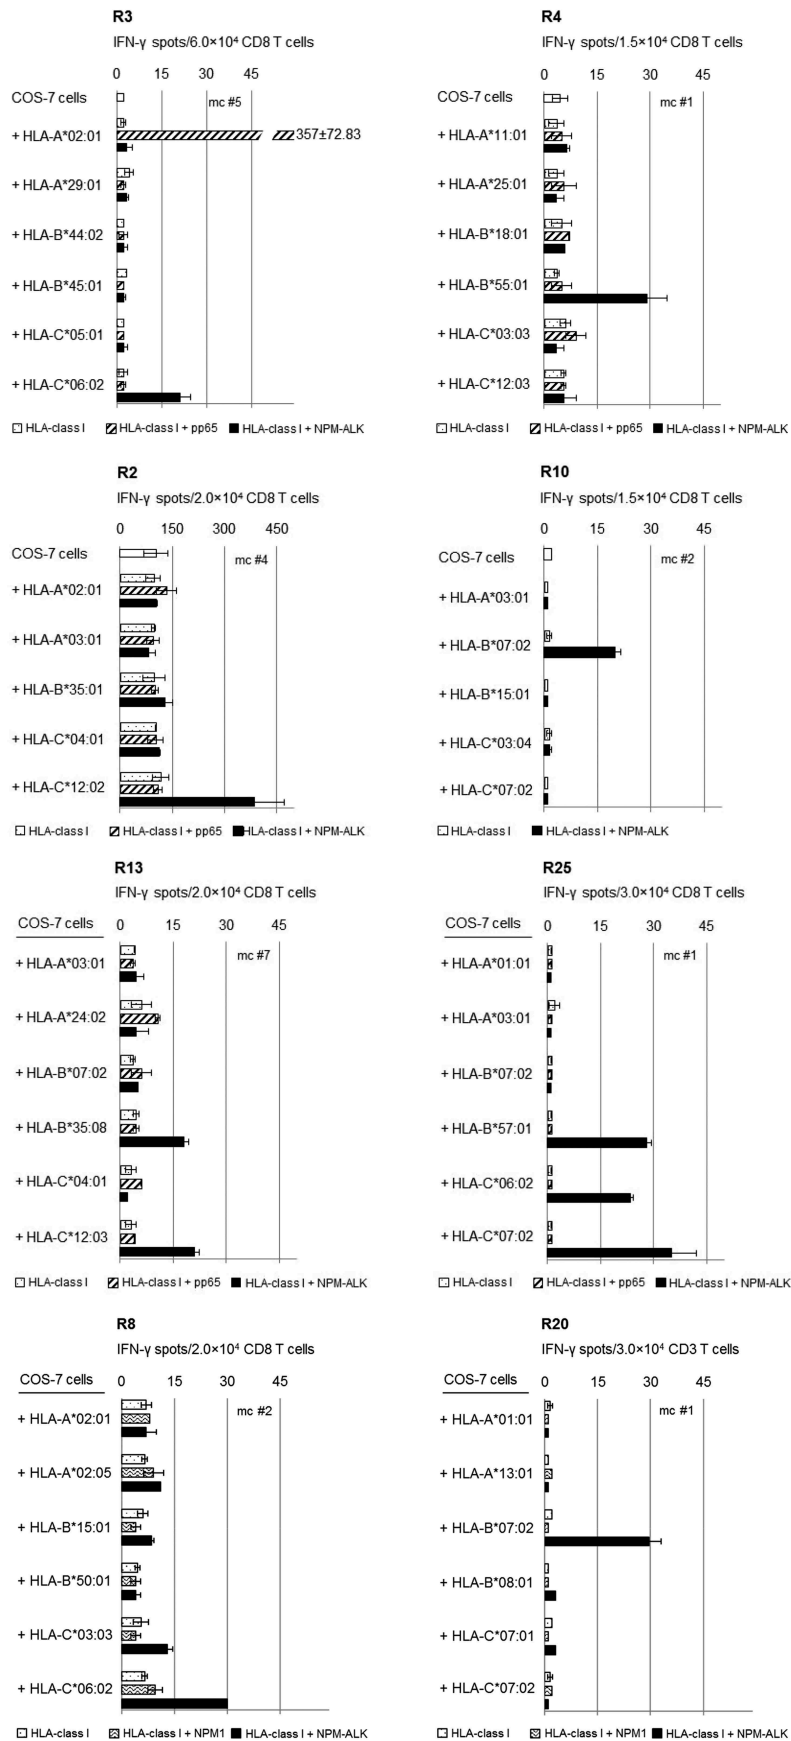 R3
IFN-γ spots/6.0×10⁴ CD8 T cells
0 15 30 45
mc #5
COS-7 cells
+ HLA-A*02:01
357±72.83
+ HLA-A*29:01
+ HLA-B*44:02
+ HLA-B*45:01
+ HLA-C*05:01
+ HLA-C*06:02
HLA-class I HLA-class I + pp65 HLA-class I + NPM-ALK
R4
IFN-γ spots/1.5×10⁴ CD8 T cells
0 15 30 45
mc #1
COS-7 cells
+ HLA-A*11:01
+ HLA-A*25:01
+ HLA-B*18:01
+ HLA-B*55:01
+ HLA-C*03:03
+ HLA-C*12:03
HLA-class I HLA-class I + pp65 HLA-class I + NPM-ALK
R2
IFN-γ spots/2.0×10⁴ CD8 T cells
0 150 300 450
COS-7 cells
mc #4
+ HLA-A*02:01
+ HLA-A*03:01
+ HLA-B*35:01
+ HLA-C*04:01
+ HLA-C*12:02
HLA-class I HLA-class I + pp65 HLA-class I + NPM-ALK
R10
IFN-γ spots/1.5×10⁴ CD8 T cells
0 15 30 45
COS-7 cells
mc #2
+ HLA-A*03:01
+ HLA-B*07:02
+ HLA-B*15:01
+ HLA-C*03:04
+ HLA-C*07:02
HLA-class I HLA-class I + NPM-ALK
R13
IFN-γ spots/2.0×10⁴ CD8 T cells
COS-7 cells
0 15 30 45
mc #7
+ HLA-A*03:01
+ HLA-A*24:02
+ HLA-B*07:02
+ HLA-B*35:08
+ HLA-C*04:01
+ HLA-C*12:03
HLA-class I HLA-class I + pp65 HLA-class I + NPM-ALK
R25
IFN-γ spots/3.0×10⁴ CD8 T cells
COS-7 cells
0 15 30 45
mc #1
+ HLA-A*01:01
+ HLA-A*03:01
+ HLA-B*07:02
+ HLA-B*57:01
+ HLA-C*06:02
+ HLA-C*07:02
HLA-class I HLA-class I + pp65 HLA-class I + NPM-ALK
R8
IFN-γ spots/2.0×10⁴ CD8 T cells
COS-7 cells
0 15 30 45
mc #2
+ HLA-A*02:01
+ HLA-A*02:05
+ HLA-B*15:01
+ HLA-B*50:01
+ HLA-C*03:03
+ HLA-C*06:02
HLA-class I HLA-class I + NPM1 HLA-class I + NPM-ALK
R20
IFN-γ spots/3.0×10⁴ CD3 T cells
COS-7 cells
0 15 30 45
mc #1
+ HLA-A*01:01
+ HLA-A*13:01
+ HLA-B*07:02
+ HLA-B*08:01
+ HLA-C*07:01
+ HLA-C*07:02
HLA-class I HLA-class I + NPM1 HLA-class I + NPM-ALK